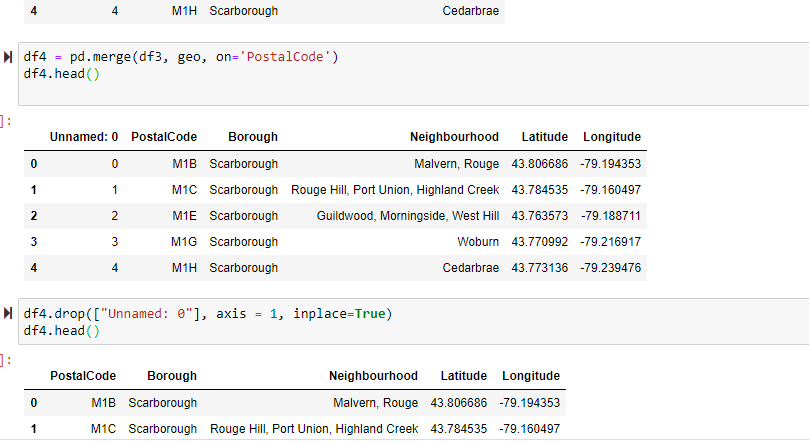 4 4 M1H Scarborough Cedarbrae
df4 = pd.merge(df3, geo, on='PostalCode')
df4.head()
]:
Unnamed: 0 PostalCode Borough Neighbourhood Latitude Longitude
0 0 M1B Scarborough Malvern, Rouge 43.806686 -79.194353
1 1 M1C Scarborough Rouge Hill, Port Union, Highland Creek 43.784535 -79.160497
2 2 M1E Scarborough Guildwood, Morningside, West Hill 43.763573 -79.188711
3 3 M1G Scarborough Woburn 43.770992 -79.216917
4 4 M1H Scarborough Cedarbrae 43.773136 -79.239476
df4.drop(["Unnamed: 0"], axis = 1, inplace=True)
df4.head()
]:
PostalCode Borough Neighbourhood Latitude Longitude
0 M1B Scarborough Malvern, Rouge 43.806686 -79.194353
1 M1C Scarborough Rouge Hill, Port Union, Highland Creek 43.784535 -79.160497